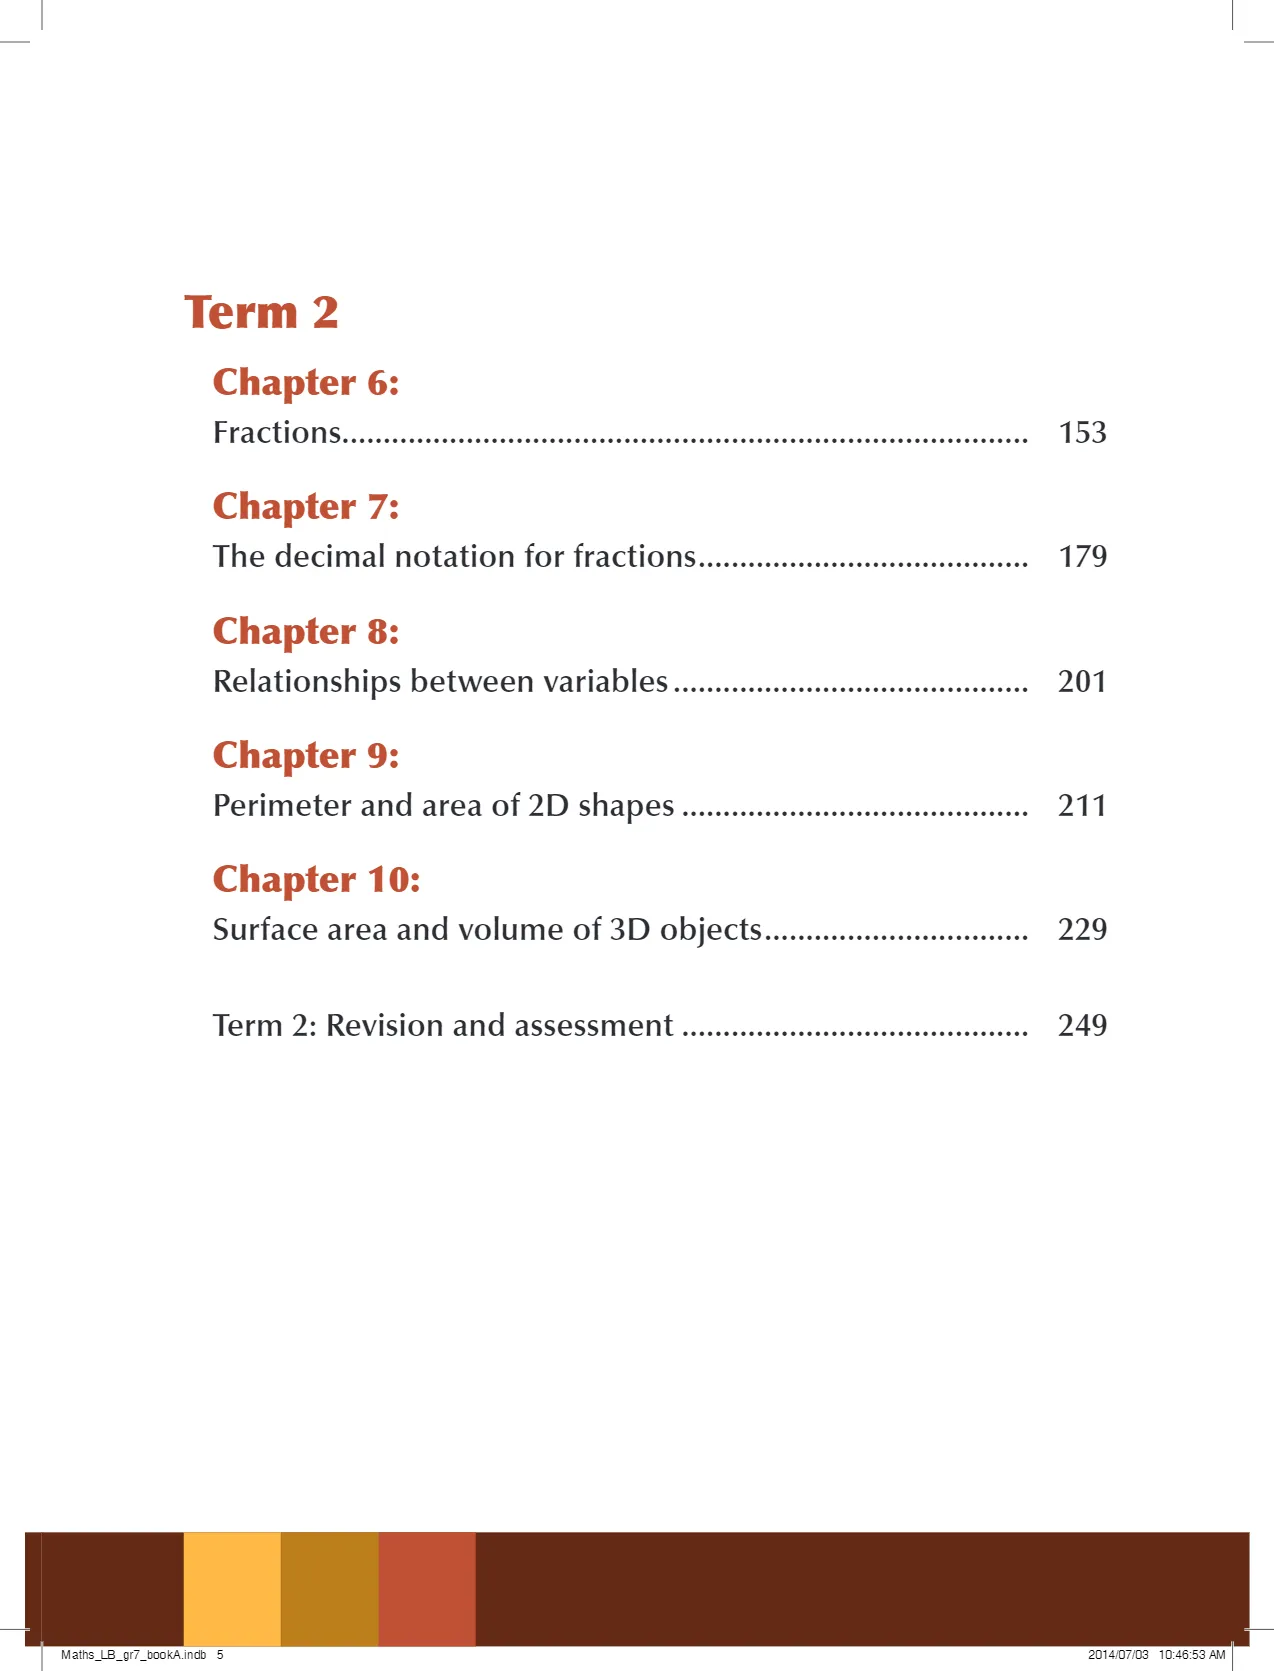 Term 2
Chapter 6:
Fractions................................................................................... 153
Chapter 7:
The decimal notation for fractions........................................ 179
Chapter 8:
Relationships between variables ........................................... 201
Chapter 9:
Perimeter and area of 2D shapes .......................................... 211
Chapter 10:
Surface area and volume of 3D objects................................ 229
Term 2: Revision and assessment .......................................... 249
Maths_LB_gr7_bookA.indb 5 2014/07/03 10:46:53 AM